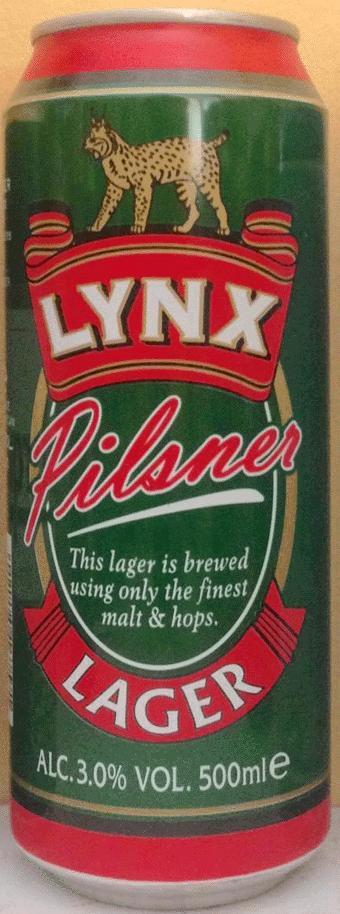 LYNX
Pilsner
This lager is brewed
using only the finest
malt & hops.
LAGER
ALC.3.0% VOL. 500ml e